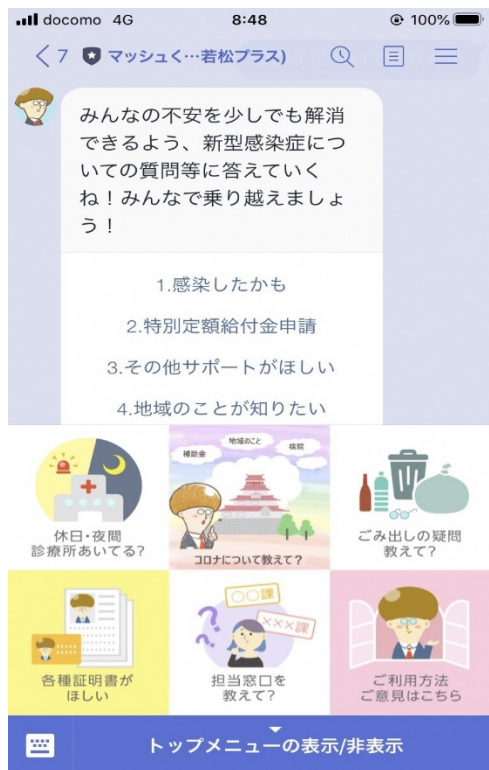 docomo 4G 8:48 100%
7 マッシュく…若松プラス)
みんなの不安を少しでも解消
できるよう、新型感染症につ
いての質問等に答えていく
ね！みんなで乗り越えましょ
う！
1.感染したかも
2.特別定額給付金申請
3.その他サポートがほしい
4.地域のことが知りたい
休日・夜間
診療所あいてる?
補助金
地域のこと
病院
コロナについて教えて？
ごみ出しの疑問
教えて?
各種証明書が
ほしい
〇〇課
×××課
担当窓口を
教えて?
ご利用方法
ご意見はこちら
トップメニューの表示/非表示